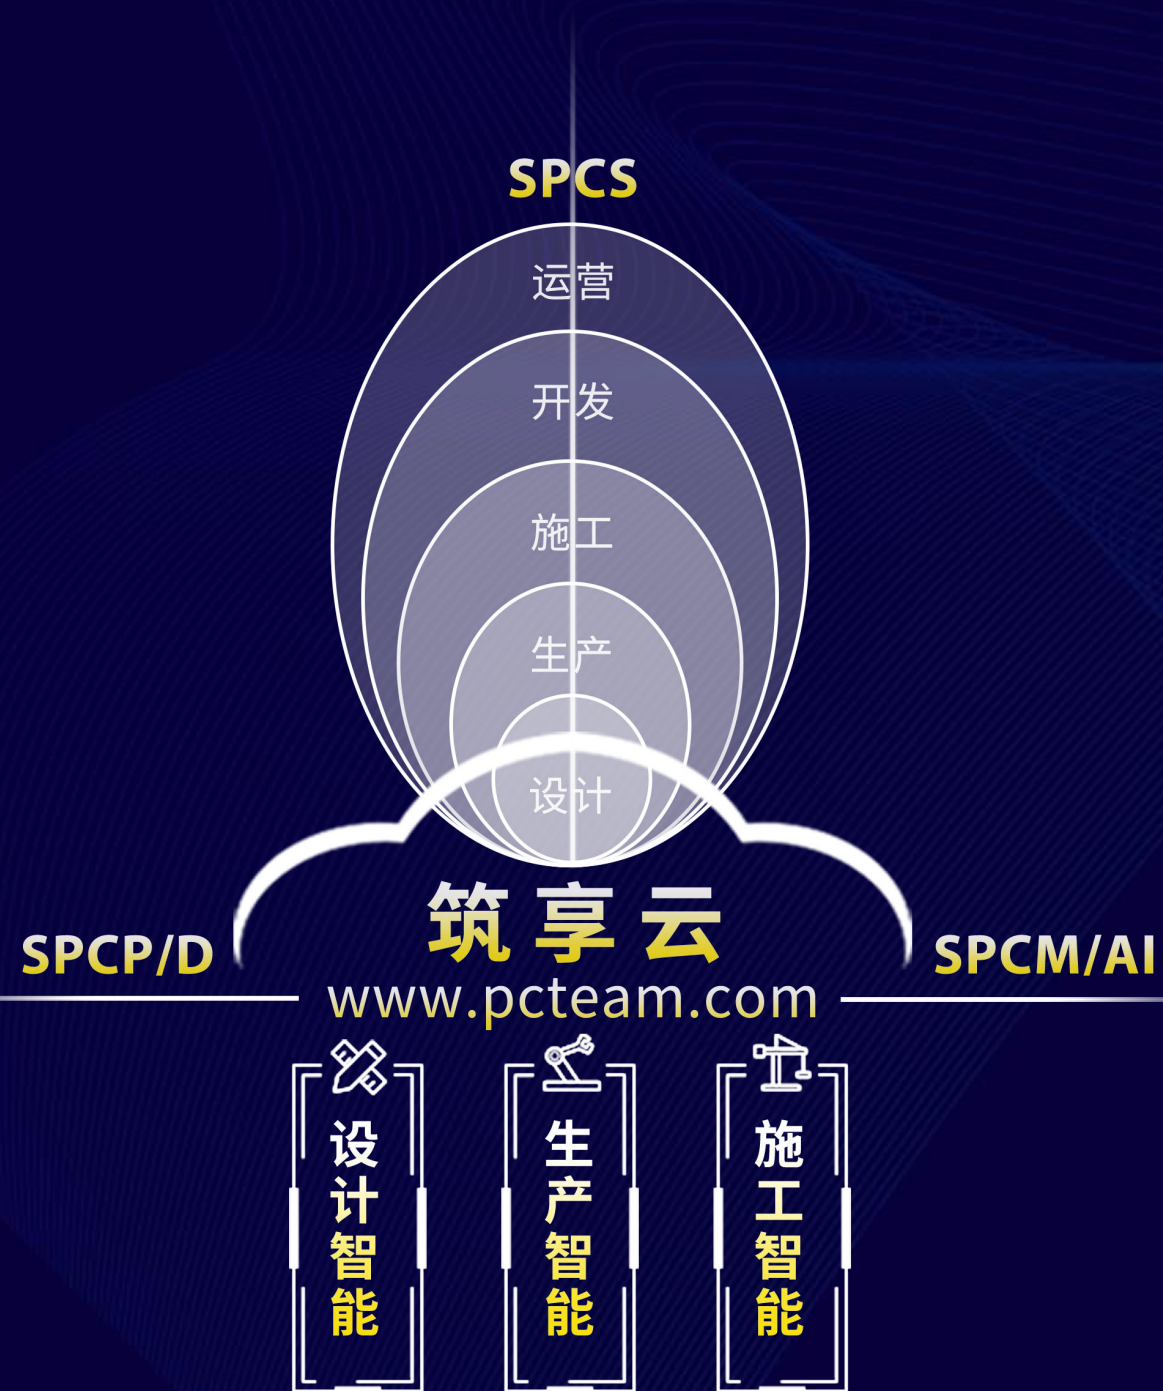 SPCS
运营
开发
施工
生产
设计
筑享云
SPCP/D
SPCM/AI
www.pcteam.com
设计智能
生产智能
施工智能